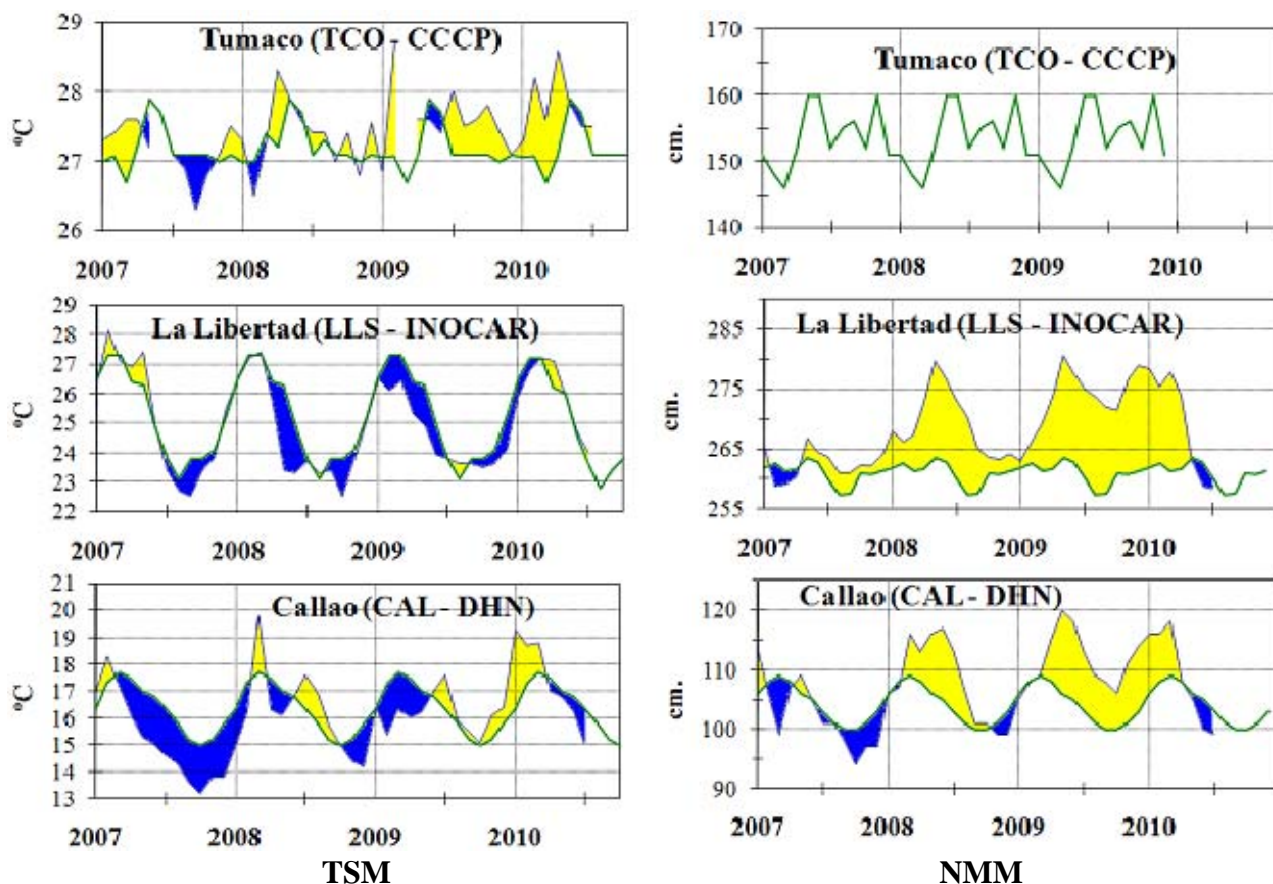 Tumaco (TCO - CCCP)
ºC
29
28
27
26
2007 2008 2009 2010
Tumaco (TCO - CCCP)
cm.
170
160
150
140
2007 2008 2009 2010
La Libertad (LLS - INOCAR)
ºC
29
28
27
26
25
24
23
22
2007 2008 2009 2010
La Libertad (LLS - INOCAR)
cm.
285
275
265
255
2007 2008 2009 2010
Callao (CAL - DHN)
ºC
21
20
19
18
17
16
15
14
13
2007 2008 2009 2010
TSM
Callao (CAL - DHN)
cm.
120
110
100
90
2007 2008 2009 2010
NMM